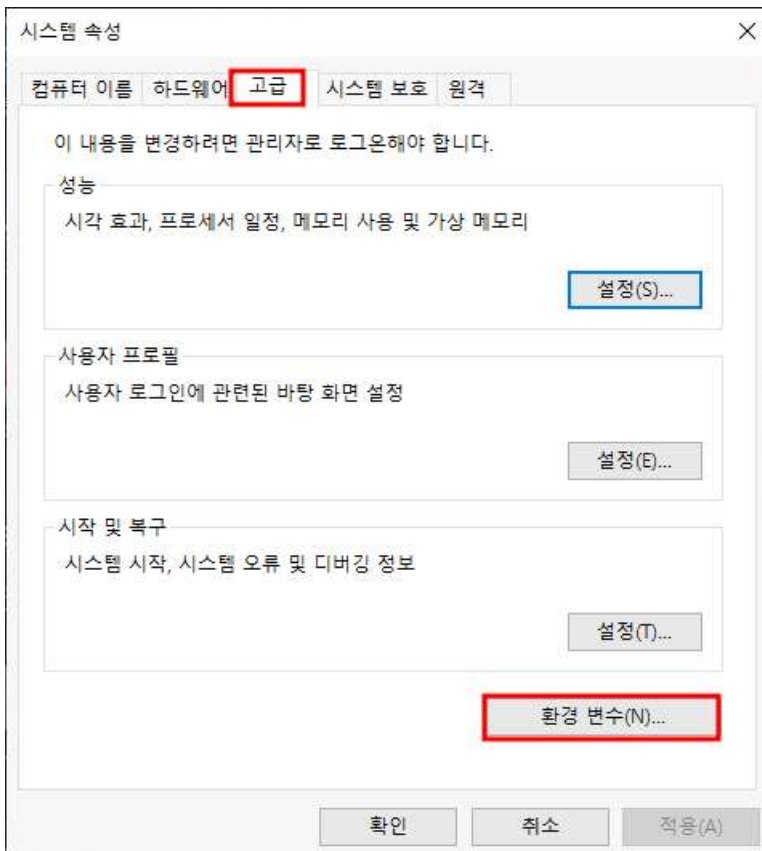 시스템 속성
컴퓨터 이름 하드웨어 고급 시스템 보호 원격
이 내용을 변경하려면 관리자로 로그온해야 합니다.
성능
시각 효과, 프로세서 일정, 메모리 사용 및 가상 메모리
설정(S)...
사용자 프로필
사용자 로그인에 관련된 바탕 화면 설정
설정(E)...
시작 및 복구
시스템 시작, 시스템 오류 및 디버깅 정보
설정(T)...
환경 변수(N)...
확인 취소 적용(A)